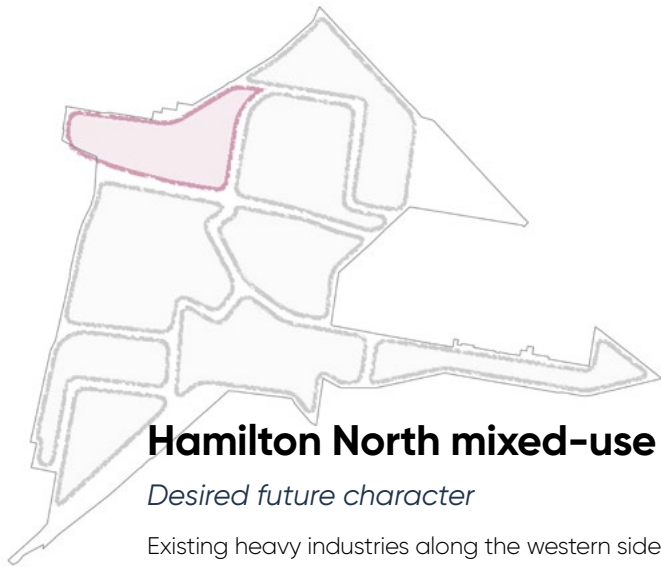 Hamilton North mixed-use
Desired future character
Existing heavy industries along the western side